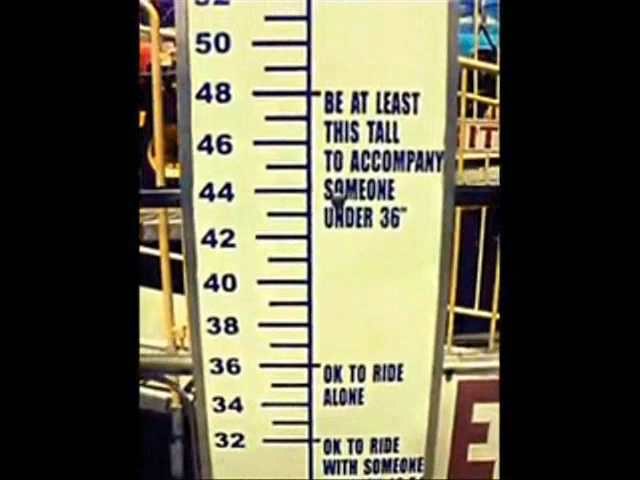 50
48
BE AT LEAST
THIS TALL
46
TO ACCOMPANY
44
SOMEONE
UNDER 36"
42
40
38
36
OK TO RIDE
ALONE
34
32
OK TO RIDE
WITH SOMEONE